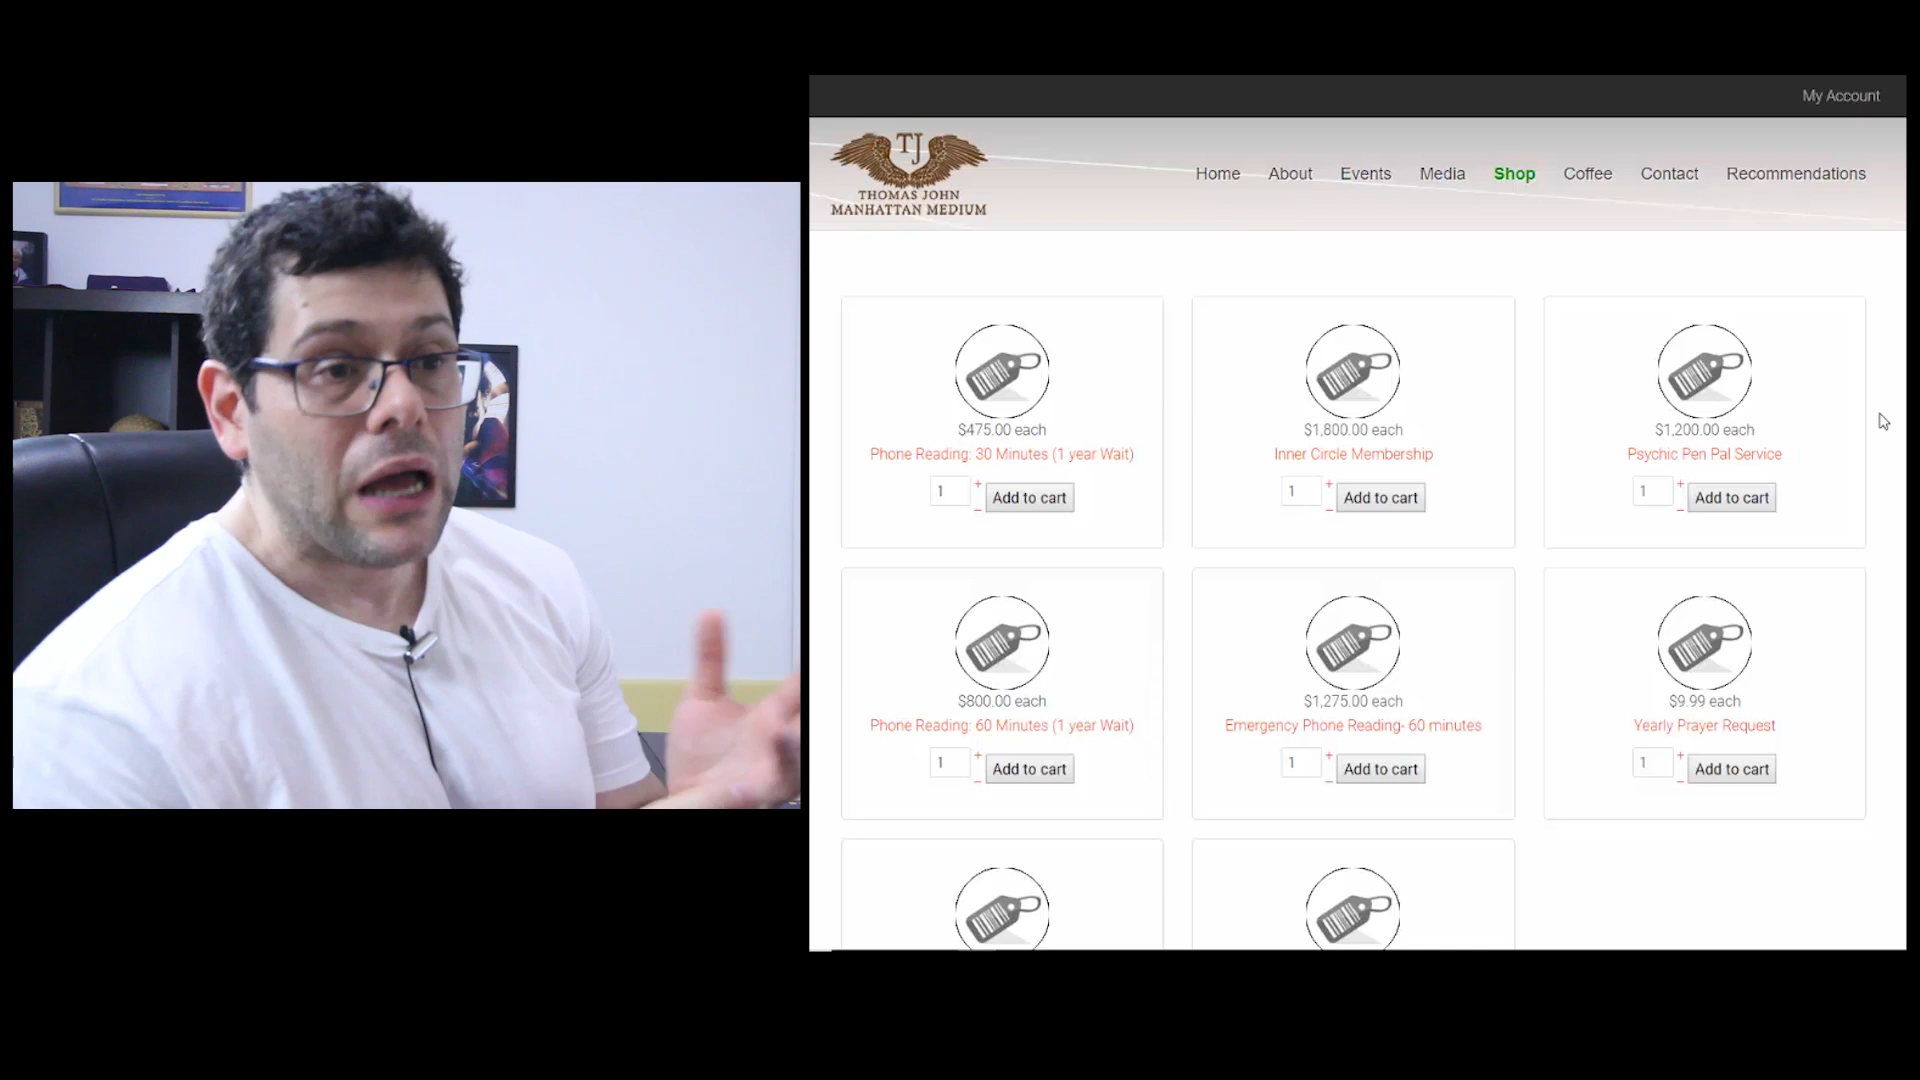 My Account
TJ
THOMAS JOHN
MANHATTAN MEDIUM
Home About Events Media Shop Coffee Contact Recommendations
$475.00 each
Phone Reading: 30 Minutes (1 year Wait)
1 + - Add to cart
$1,800.00 each
Inner Circle Membership
1 + - Add to cart
$1,200.00 each
Psychic Pen Pal Service
1 + - Add to cart
$800.00 each
Phone Reading: 60 Minutes (1 year Wait)
1 + - Add to cart
$1,275.00 each
Emergency Phone Reading- 60 minutes
1 + - Add to cart
$9.99 each
Yearly Prayer Request
1 + - Add to cart